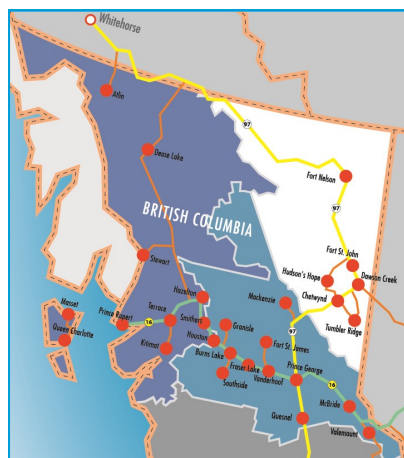 Whitehorse
Atlin
97
Dease Lake
Fort Nelson
BRITISH COLUMBIA
97
Fort St. John
Stewart
Hudson's Hope
Dawson Creek
Hazelton
Mackenzie
Chetwynd
Masset
Prince Rupert
Terrace
Smithers
Granisle
97
Tumbler Ridge
16
Queen Charlotte
Kitimat
Houston
Fort St. James
Burns Lake
Fraser Lake
Prince George
Southside
Vanderhoof
16
McBride
Quesnel
Valemount